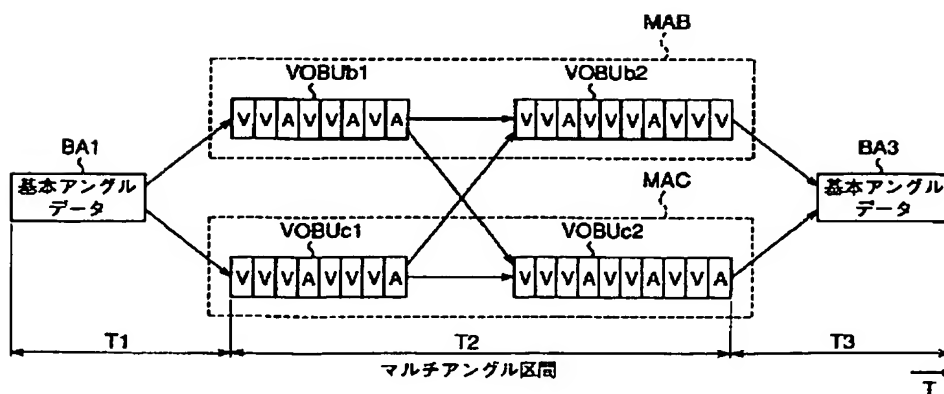 MAB
VOBUb1 VOBUb2
V V A V V A V A V V A V V V A V V V
BA1 BA3
基本アングル 基本アングル
データ データ
MAC
VOBUc1 VOBUc2
V V V A V V V A V V V A V V A V V A
T1 T2 T3
マルチアングル区間
T